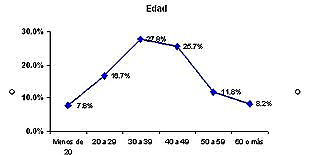 Edad
30.0%
27.8%
25.7%
20.0%
16.7%
11.8%
10.0%
7.8%
8.2%
0.0%
Menos de 20
20 a 29
30 a 39
40 a 49
50 a 59
60 o más